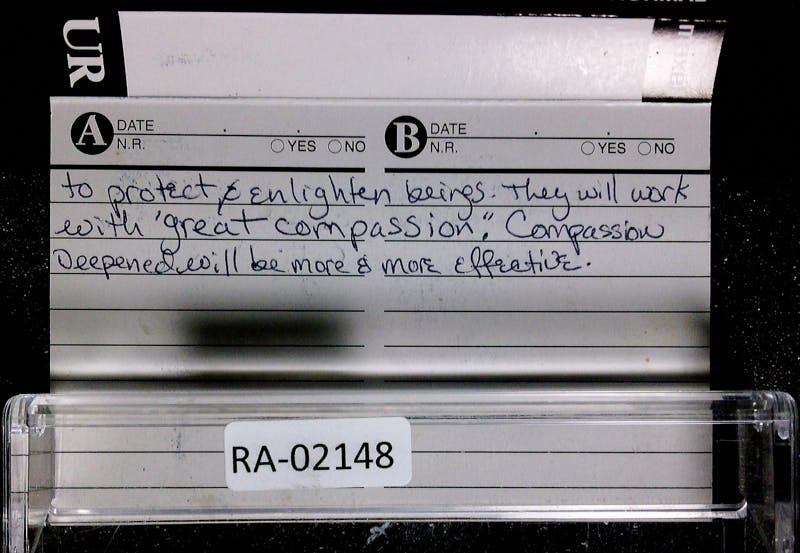 UR
A DATE
N.R. YES NO
B DATE
N.R. YES NO
to protect & enlighten beings. They will work
with "great compassion". Compassion
Deepened will be more & more effective.
RA-02148